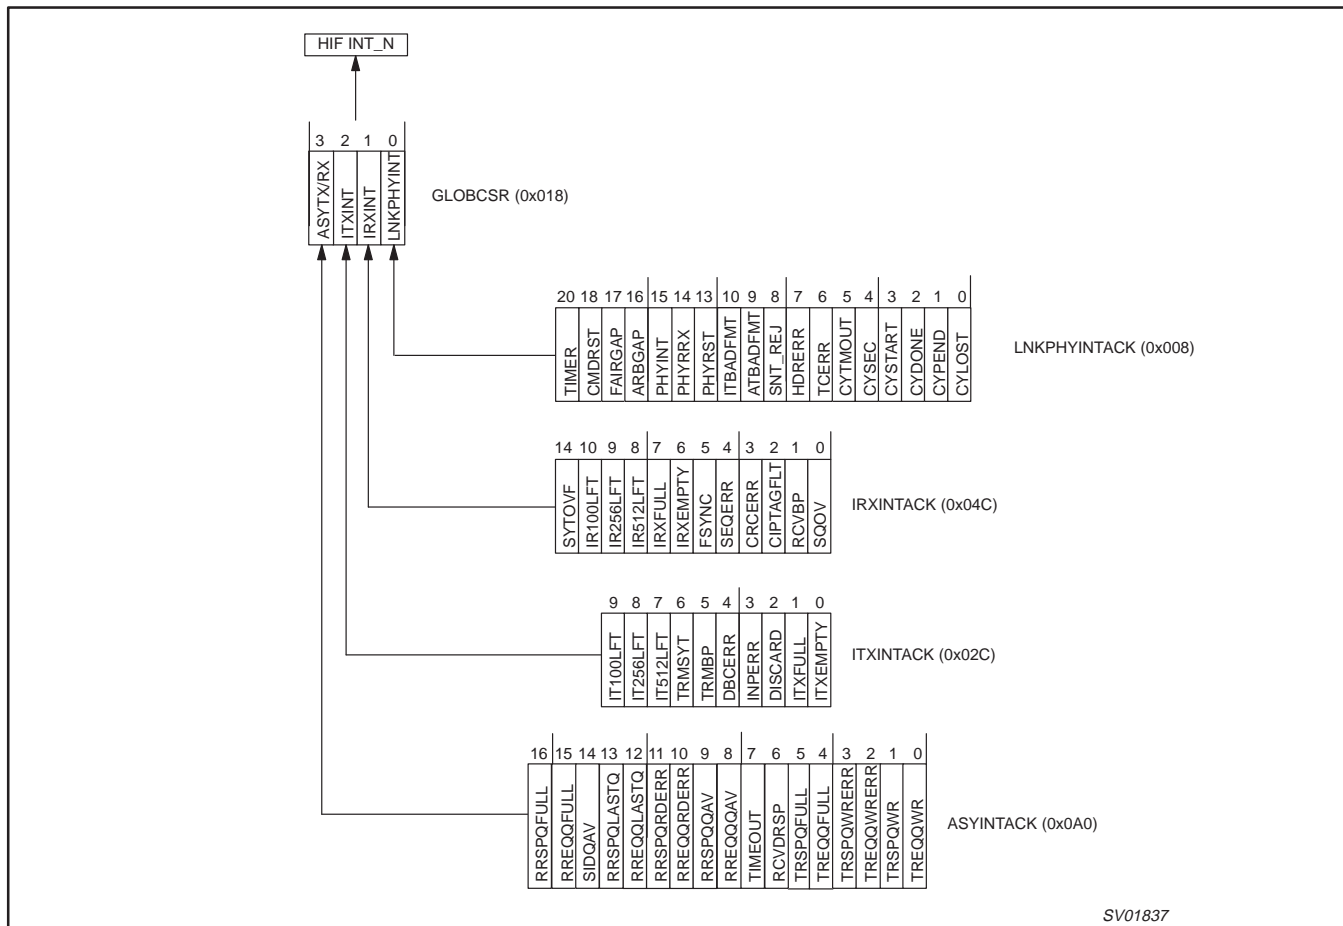 HIF INT_N
3 2 1 0
ASYTX/RX
ITXINT
IRXINT
LNKPHYINT
GLOBCSR (0x018)
20 18 17 16 15 14 13 10 9 8 7 6 5 4 3 2 1 0
TIMER
CMDRST
FAIRGAP
ARBGAP
PHYINT
PHYRRX
PHYRST
ITBADFMT
ATBADFMT
SNT_REJ
HDRERR
TCERR
CYTMOUT
CYSEC
CYSTART
CYDONE
CYPEND
CYLOST
LNKPHYINTACK (0x008)
14 10 9 8 7 6 5 4 3 2 1 0
SYTOVF
IR100LFT
IR256LFT
IR512LFT
IRXFULL
IRXEMPTY
FSYNC
SEQERR
CRCERR
CIPTAGFLT
RCVBP
SQOV
IRXINTACK (0x04C)
9 8 7 6 5 4 3 2 1 0
IT100LFT
IT256LFT
IT512LFT
TRMSYT
TRMBP
DBCERR
INPERR
DISCARD
ITXFULL
ITXEMPTY
ITXINTACK (0x02C)
16 15 14 13 12 11 10 9 8 7 6 5 4 3 2 1 0
RRSPQFULL
RREQQFULL
SIDQAV
RRSPQLASTQ
RREQQLASTQ
RRSPQRDERR
RREQQRDERR
RRSPQQAV
RREQQQAV
TIMEOUT
RCVDRSP
TRSPQFULL
TREQQFULL
TRSPQWRERR
TREQQWRERR
TRSPQWR
TREQQWR
ASYINTACK (0x0A0)
SV01837